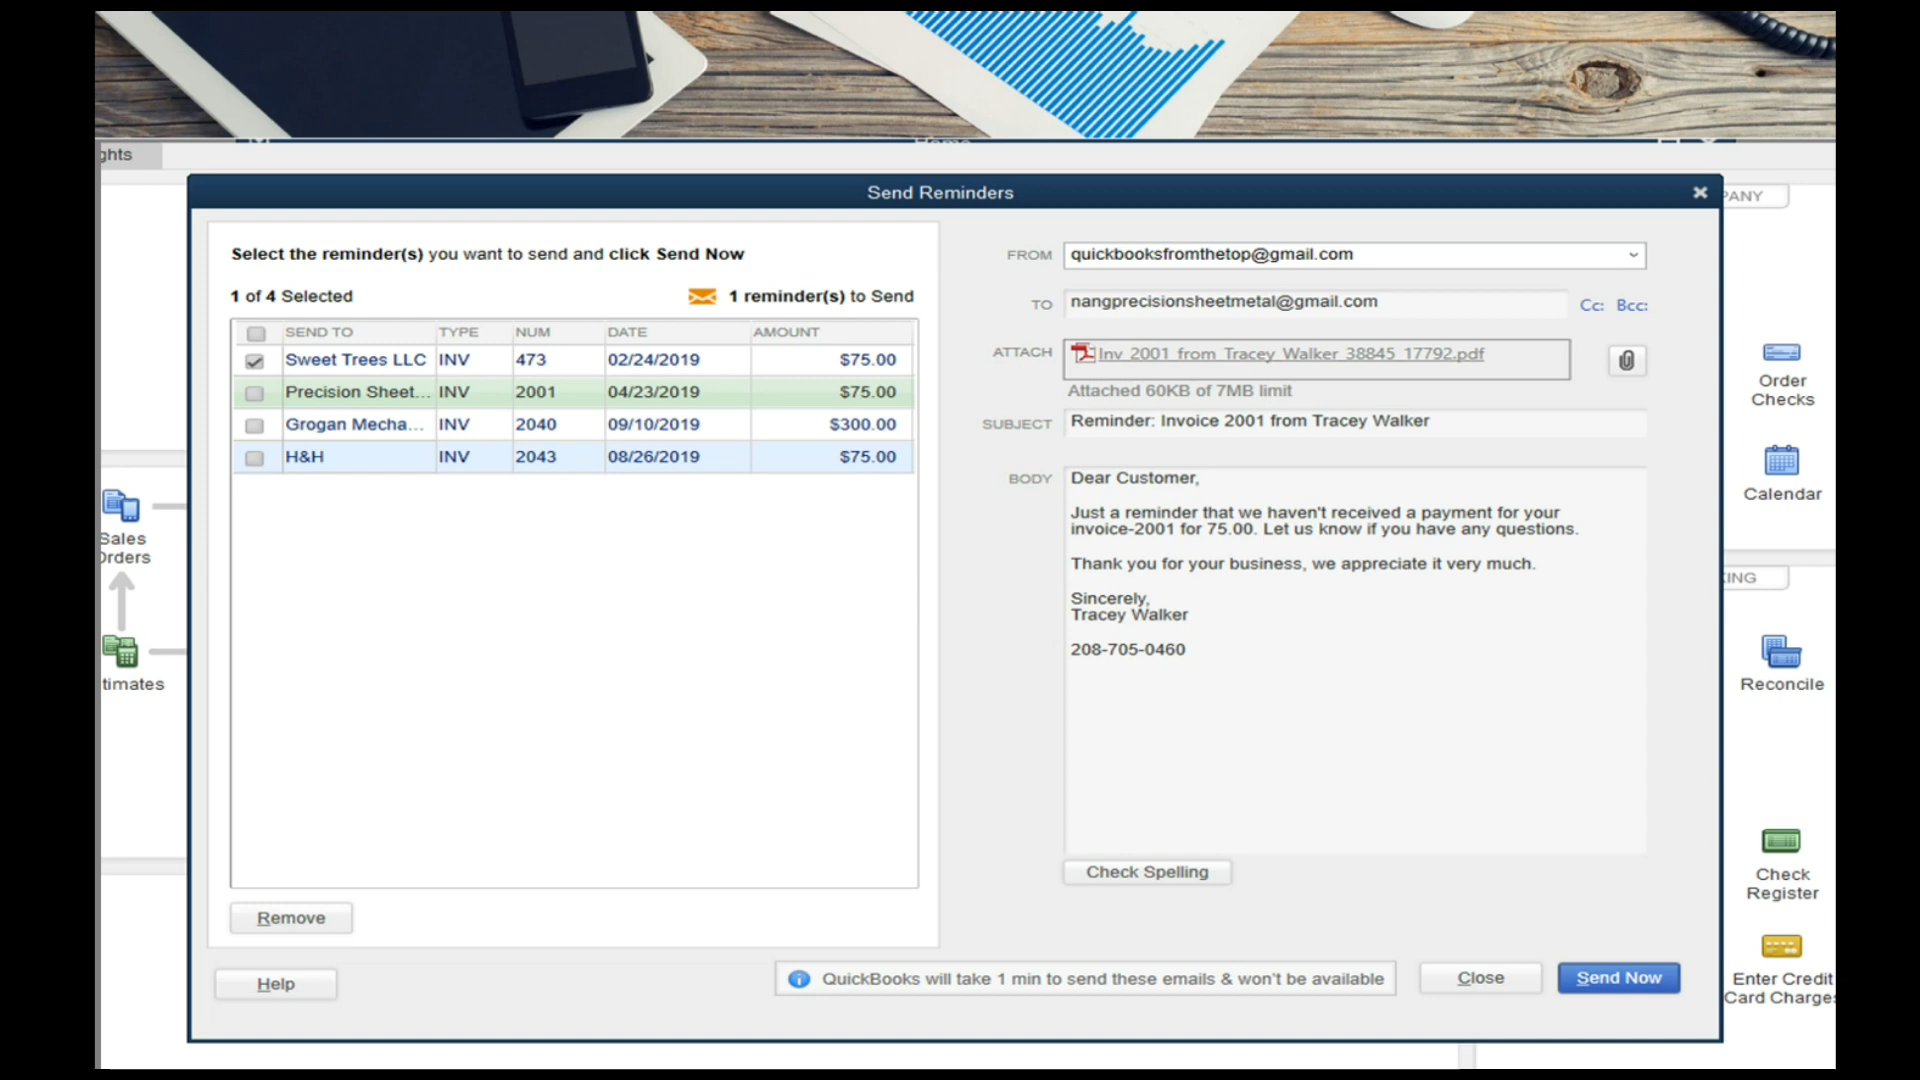 ghts
Send Reminders
Select the reminder(s) you want to send and click Send Now
1 of 4 Selected
1 reminder(s) to Send
SEND TO TYPE NUM DATE AMOUNT
Sweet Trees LLC INV 473 02/24/2019 $75.00
Precision Sheet... INV 2001 04/23/2019 $75.00
Grogan Mecha... INV 2040 09/10/2019 $300.00
H&H INV 2043 08/26/2019 $75.00
Remove
Help
FROM quickbooksfromthetop@gmail.com
TO nangprecisionsheetmetal@gmail.com Cc: Bcc:
ATTACH Inv_2001_from_Tracey_Walker_38845_17792.pdf
Attached 60KB of 7MB limit
SUBJECT Reminder: Invoice 2001 from Tracey Walker
BODY Dear Customer,
Just a reminder that we haven't received a payment for your
invoice-2001 for 75.00. Let us know if you have any questions.
Thank you for your business, we appreciate it very much.
Sincerely,
Tracey Walker
208-705-0460
Check Spelling
QuickBooks will take 1 min to send these emails & won't be available
Close
Send Now
Sales
Orders
timates
PANY
Order
Checks
Calendar
KING
Reconcile
Check
Register
Enter Credit
Card Charges